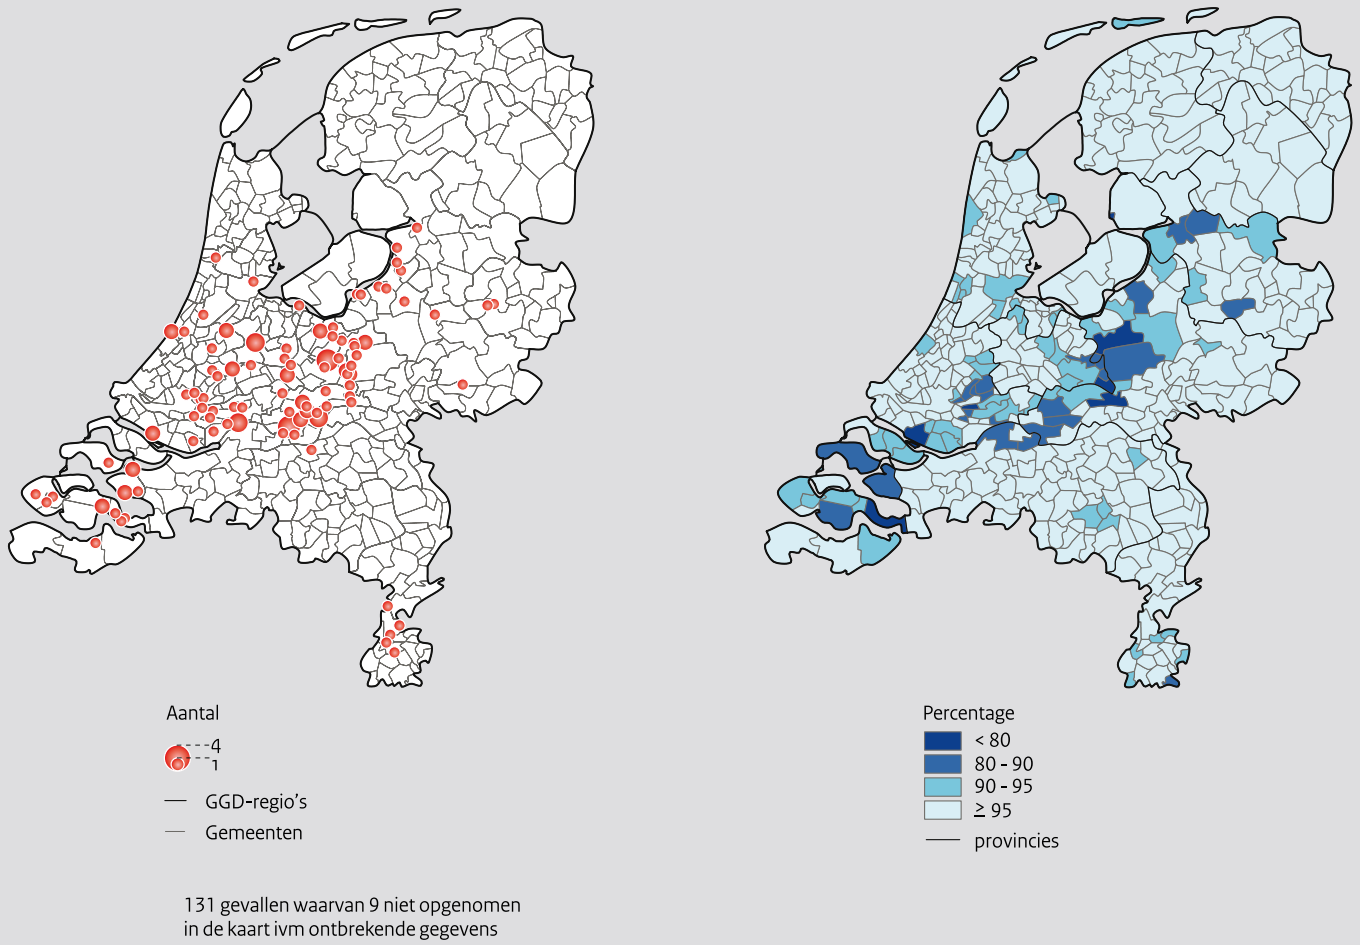 Aantal
4
1
GGD-regio's
Gemeenten
131 gevallen waarvan 9 niet opgenomen
in de kaart ivm ontbrekende gegevens
Percentage
< 80
80 - 90
90 - 95
≥ 95
provincies